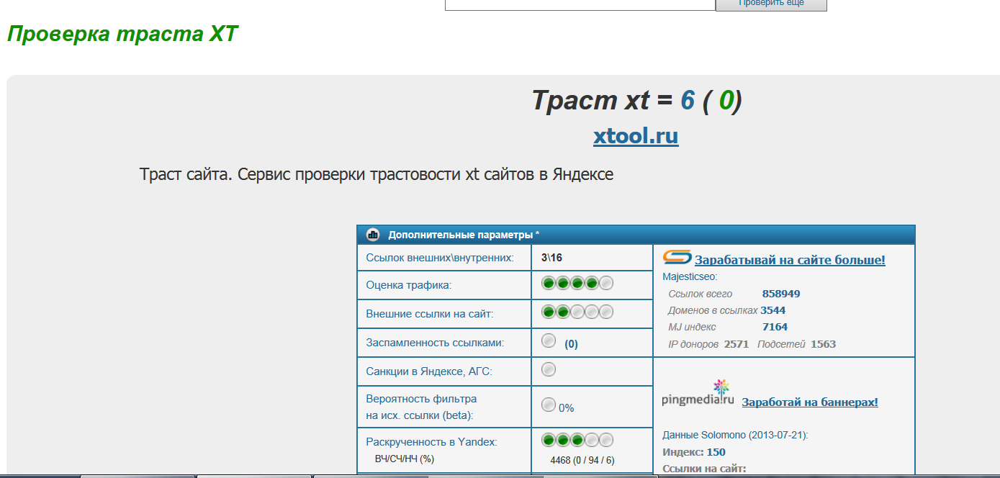 Проверить еще
Проверка траста XT
Траст xt = 6 ( 0)
xtool.ru
Траст сайта. Сервис проверки трастовости xt сайтов в Яндексе
Дополнительные параметры *
Ссылок внешних\внутренних: 3\16
Оценка трафика:
Внешние ссылки на сайт:
Заспамленность ссылками: (0)
Санкции в Яндексе, АГС:
Вероятность фильтра
на исх. ссылки (beta): 0%
Раскрученность в Yandex:
ВЧ/СЧ/НЧ (%) 4468 (0 / 94 / 6)
Зарабатывай на сайте больше!
Majesticseo:
Ссылок всего 858949
Доменов в ссылках 3544
MJ индекс 7164
IP доноров 2571 Подсетей 1563
pingmedia.ru Заработай на баннерах!
Данные Solomono (2013-07-21):
Индекс: 150
Ссылки на сайт: